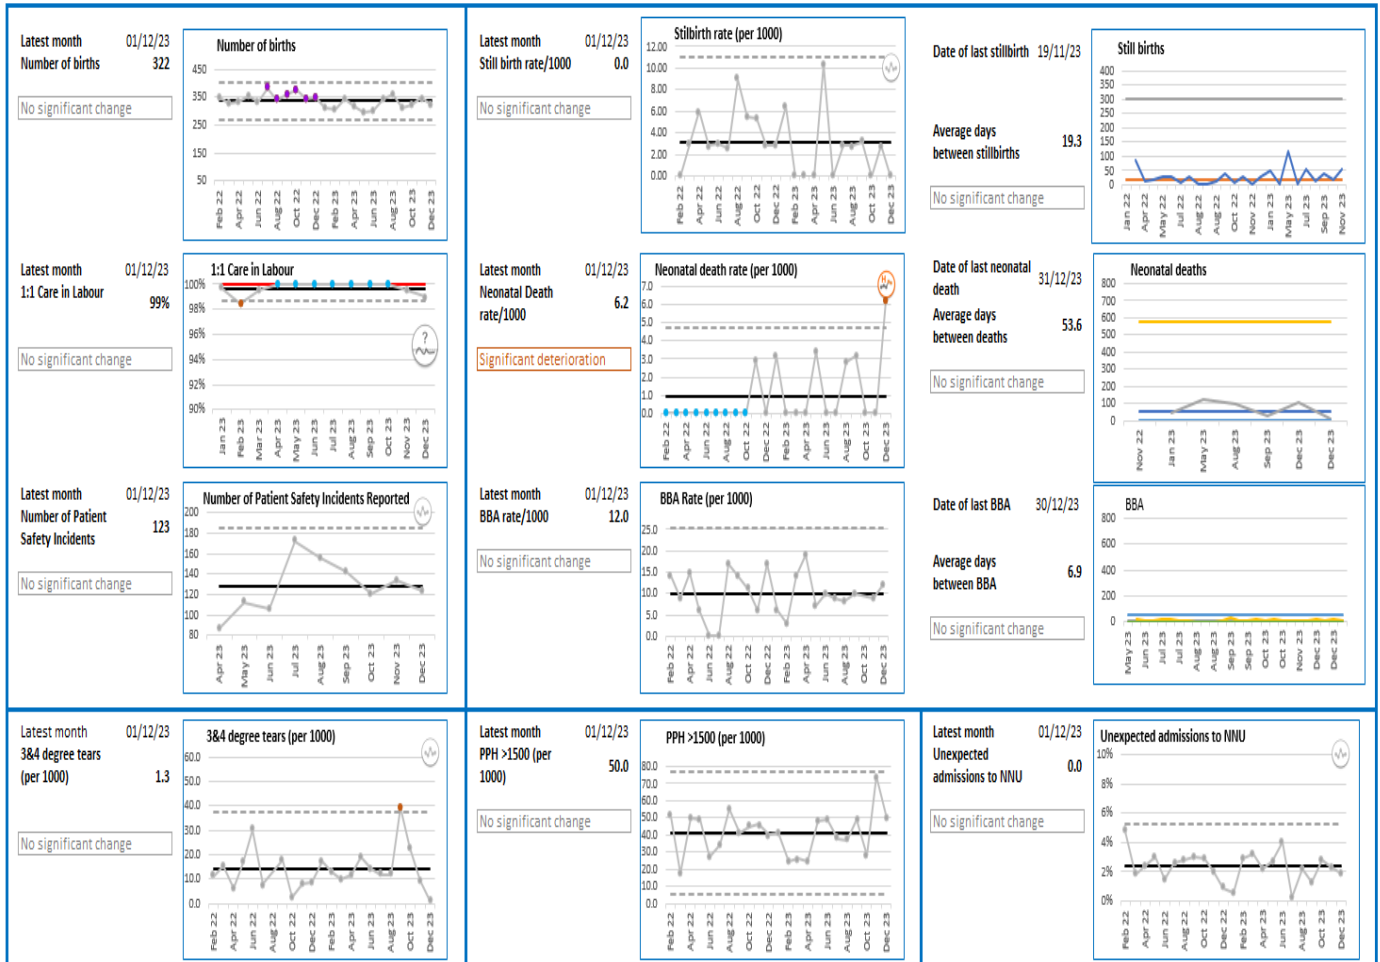 Latest month 01/12/23
Number of births 322
No significant change
Number of births
450
350
250
150
50
Feb 22
Apr 22
Jun 22
Aug 22
Oct 22
Dec 22
Feb 23
Apr 23
Jun 23
Aug 23
Oct 23
Dec 23
Latest month 01/12/23
Still birth rate/1000 0.0
No significant change
Stilbirth rate (per 1000)
12.00
10.00
8.00
6.00
4.00
2.00
0.00
Feb 22
Apr 22
Jun 22
Aug 22
Oct 22
Dec 22
Feb 23
Apr 23
Jun 23
Aug 23
Oct 23
Dec 23
Date of last stillbirth 19/11/23
Average days
between stillbirths 19.3
No significant change
Still births
400
350
300
250
200
150
100
50
0
Jan 22
Apr 22
May 22
Jul 22
Aug 22
Aug 22
Oct 22
Nov 22
Jan 23
May 23
Jul 23
Sep 23
Nov 23
Latest month 01/12/23
1:1 Care in Labour
99%
No significant change
1:1 Care in Labour
100%
98%
96%
94%
92%
90%
?
Jan 23
Feb 23
Mar 23
Apr 23
May 23
Jun 23
Jul 23
Aug 23
Sep 23
Oct 23
Nov 23
Dec 23
Latest month 01/12/23
Neonatal Death
rate/1000 6.2
Significant deterioration
Neonatal death rate (per 1000)
7.0
6.0
5.0
4.0
3.0
2.0
1.0
0.0
H
Feb 22
Apr 22
Jun 22
Aug 22
Oct 22
Dec 22
Feb 23
Apr 23
Jun 23
Aug 23
Oct 23
Dec 23
Date of last neonatal
death 31/12/23
Average days
between deaths 53.6
No significant change
Neonatal deaths
800
700
600
500
400
300
200
100
0
Nov 22
Jan 23
May 23
Aug 23
Sep 23
Dec 23
Dec 23
Latest month 01/12/23
Number of Patient
Safety Incidents 123
No significant change
Number of Patient Safety Incidents Reported
200
180
160
140
120
100
80
Apr 23
May 23
Jun 23
Jul 23
Aug 23
Sep 23
Oct 23
Nov 23
Dec 23
Latest month 01/12/23
BBA rate/1000 12.0
No significant change
BBA Rate (per 1000)
25.0
20.0
15.0
10.0
5.0
0.0
Feb 22
Apr 22
Jun 22
Aug 22
Oct 22
Dec 22
Feb 23
Apr 23
Jun 23
Aug 23
Oct 23
Dec 23
Date of last BBA 30/12/23
Average days
between BBA 6.9
No significant change
BBA
800
600
400
200
0
May 23
Jun 23
Jul 23
Jul 23
Aug 23
Aug 23
Sep 23
Sep 23
Oct 23
Oct 23
Nov 23
Dec 23
Dec 23
Latest month 01/12/23
3&4 degree tears
(per 1000) 1.3
No significant change
3&4 degree tears (per 1000)
60.0
50.0
40.0
30.0
20.0
10.0
0.0
Feb 22
Apr 22
Jun 22
Aug 22
Oct 22
Dec 22
Feb 23
Apr 23
Jun 23
Aug 23
Oct 23
Dec 23
Latest month 01/12/23
PPH >1500 (per
1000) 50.0
No significant change
PPH >1500 (per 1000)
80.0
70.0
60.0
50.0
40.0
30.0
20.0
10.0
0.0
Feb 22
Apr 22
Jun 22
Aug 22
Oct 22
Dec 22
Feb 23
Apr 23
Jun 23
Aug 23
Oct 23
Dec 23
Latest month 01/12/23
Unexpected
admissions to NNU 0.0
No significant change
Unexpected admissions to NNU
10%
8%
6%
4%
2%
0%
Feb 22
Apr 22
Jun 22
Aug 22
Oct 22
Dec 22
Feb 23
Apr 23
Jun 23
Aug 23
Oct 23
Dec 23